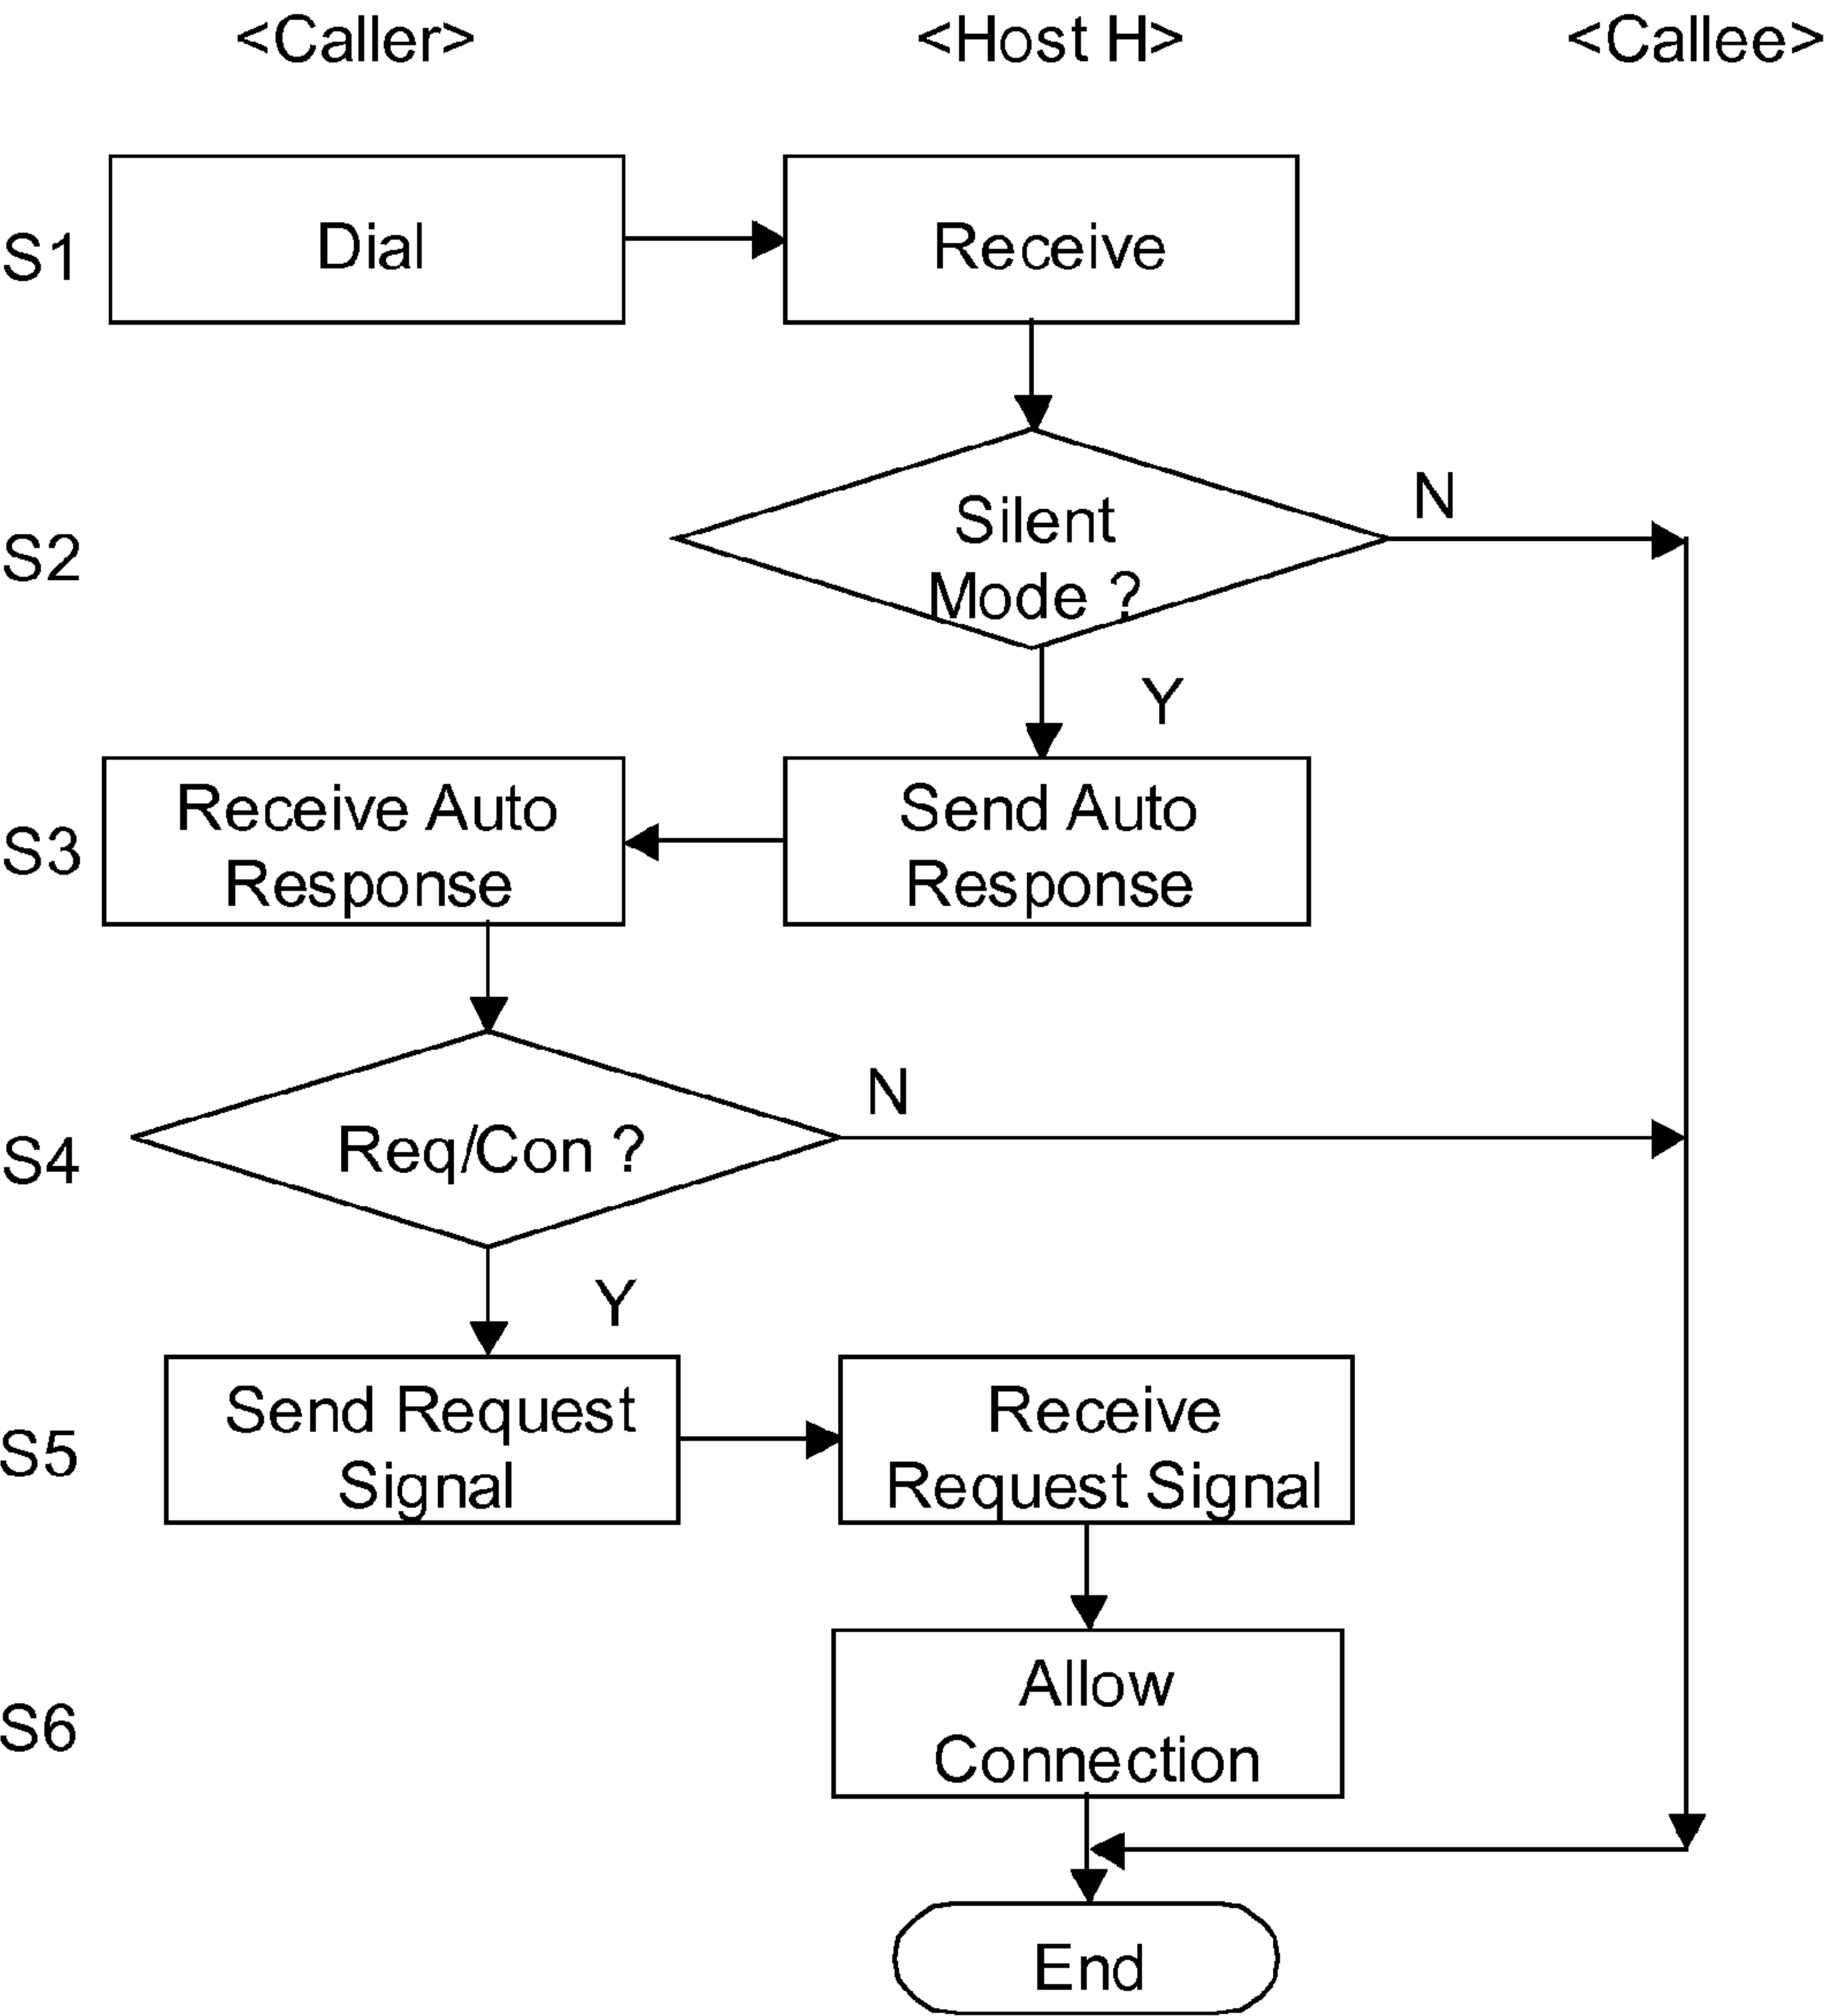 <Caller>
<Host H>
<Callee>
S1
Dial
Receive
S2
Silent
Mode ?
N
Y
S3
Receive Auto
Response
Send Auto
Response
S4
Req/Con ?
N
Y
S5
Send Request
Signal
Receive
Request Signal
S6
Allow
Connection
End